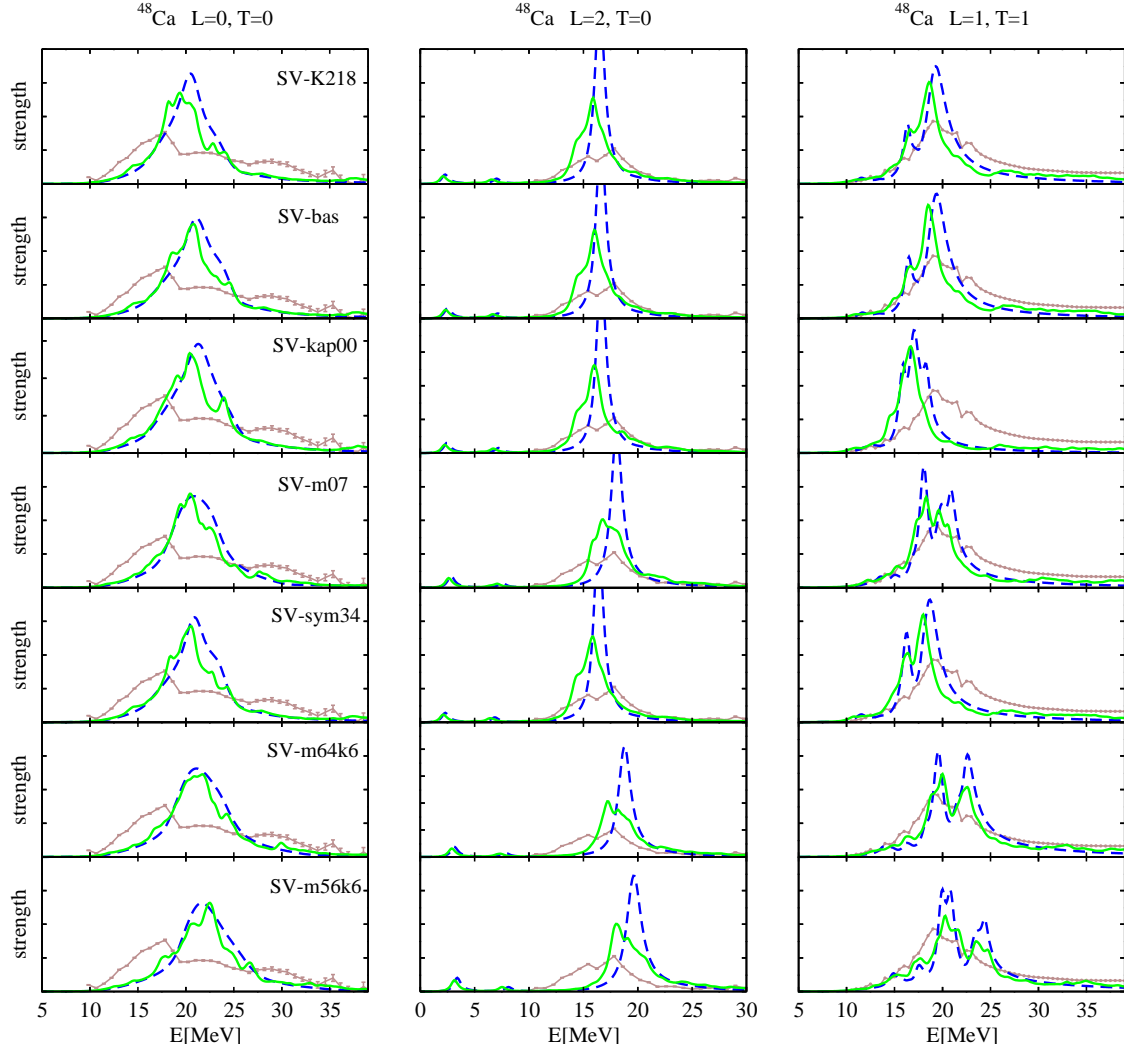 48Ca L=0, T=0
48Ca L=2, T=0
48Ca L=1, T=1
strength
SV-K218
strength
SV-bas
strength
SV-kap00
strength
SV-m07
strength
SV-sym34
strength
SV-m64k6
strength
SV-m56k6
5 10 15 20 25 30 35
0 5 10 15 20 25 30
5 10 15 20 25 30 35
E[MeV]
E[MeV]
E[MeV]